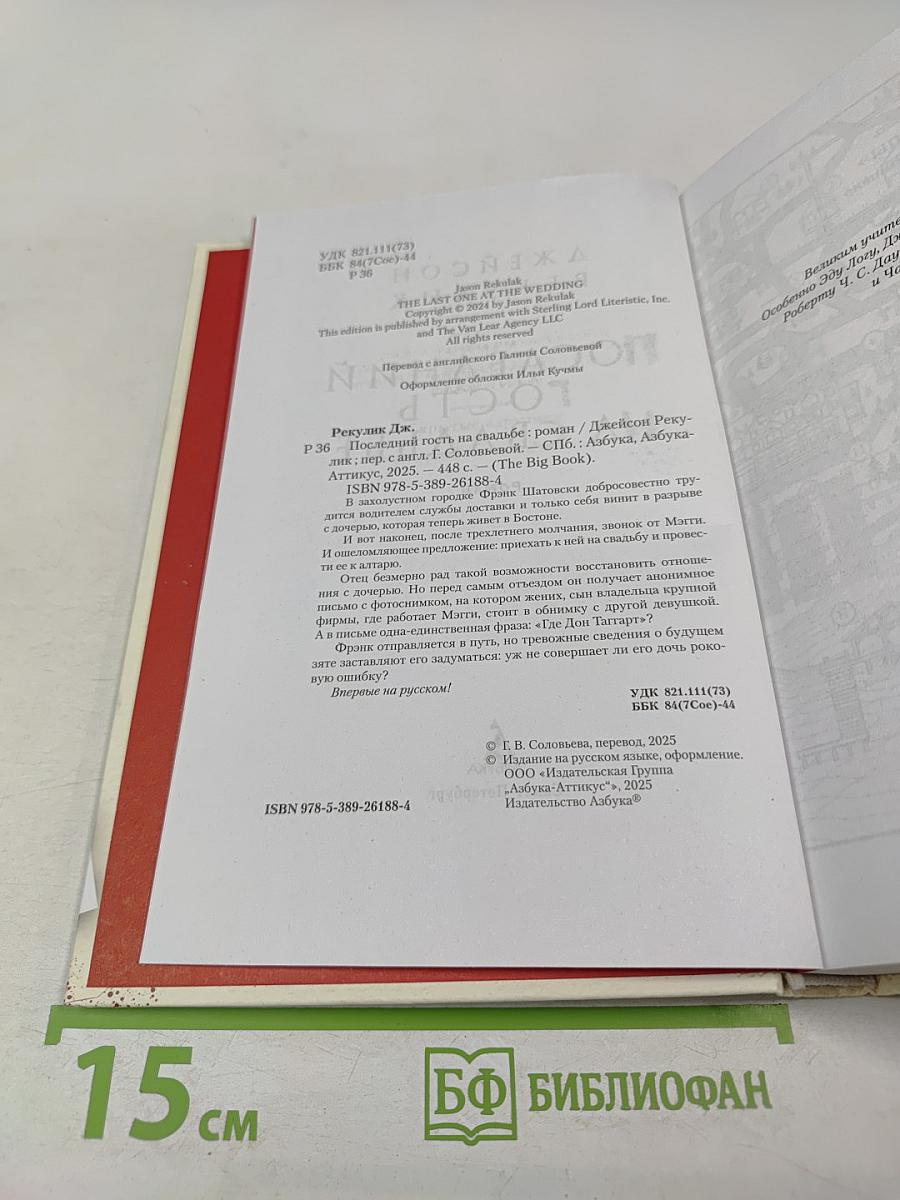 УДК 821.111(73)
ББК 84(7Сое)-44
Р 36
Jason Rekulak
THE LAST ONE AT THE WEDDING
Copyright © 2024 by Jason Rekulak
This edition is published by arrangement with Sterling Lord Literistic, Inc.
and The Van Lear Agency LLC
All rights reserved
Перевод с английского Галины Соловьевой
Оформление обложки Ильи Кучмы
Рекулик Дж.
Р 36 Последний гость на свадьбе : роман / Джейсон Реку-
лик ; пер. с англ. Г. Соловьевой. — СПб. : Азбука, Азбука-
Аттикус, 2025. — 448 с. — (The Big Book).
ISBN 978-5-389-26188-4
В захолустном городке Фрэнк Шатовски добросовестно тру-
дится водителем службы доставки и только себя винит в разрыве
с дочерью, которая теперь живет в Бостоне.
И вот наконец, после трехлетнего молчания, звонок от Мэгги.
И ошеломляющее предложение: приехать к ней на свадьбу и провес-
ти ее к алтарю.
Отец безмерно рад такой возможности восстановить отноше-
ния с дочерью. Но перед самым отъездом он получает анонимное
письмо с фотоснимком, на котором жених, сын владельца крупной
фирмы, где работает Мэгги, стоит в обнимку с другой девушкой.
А в письме одна-единственная фраза: «Где Дон Таггарт»?
Фрэнк отправляется в путь, но тревожные сведения о будущем
зяте заставляют его задуматься: уж не совершает ли его дочь роко-
вую ошибку?
Впервые на русском!
УДК 821.111(73)
ББК 84(7Сое)-44
© Г. В. Соловьева, перевод, 2025
© Издание на русском языке, оформление.
ООО «Издательская Группа
„Азбука-Аттикус“», 2025
Издательство Азбука®
ISBN 978-5-389-26188-4
Великим учите
Особенно Эду Логу, Дж
Роберту Ч. С. Дау
и Ча
15 см
БФ БИБЛИОФАН